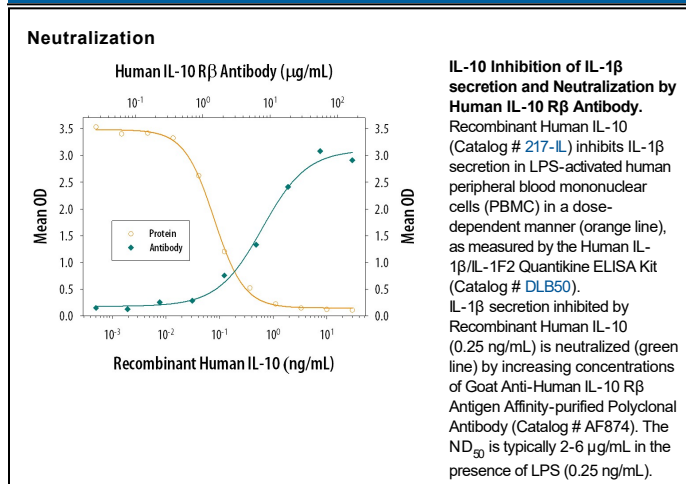 Neutralization
Human IL-10 Rβ Antibody (μg/mL)
10⁻¹ 10⁰ 10¹ 10²
3.5 3.5
3.0 3.0
2.5 2.5
2.0 2.0
1.5 1.5
1.0 1.0
0.5 0.5
0.0 0.0
Mean OD
Mean OD
Protein
Antibody
10⁻³ 10⁻² 10⁻¹ 10⁰ 10¹
Recombinant Human IL-10 (ng/mL)
IL-10 Inhibition of IL-1β
secretion and Neutralization by
Human IL-10 Rβ Antibody.
Recombinant Human IL-10
(Catalog # 217-IL) inhibits IL-1β
secretion in LPS-activated human
peripheral blood mononuclear
cells (PBMC) in a dose-
dependent manner (orange line),
as measured by the Human IL-
1β/IL-1F2 Quantikine ELISA Kit
(Catalog # DLB50).
IL-1β secretion inhibited by
Recombinant Human IL-10
(0.25 ng/mL) is neutralized (green
line) by increasing concentrations
of Goat Anti-Human IL-10 Rβ
Antigen Affinity-purified Polyclonal
Antibody (Catalog # AF874). The
ND₅₀ is typically 2-6 μg/mL in the
presence of LPS (0.25 ng/mL).